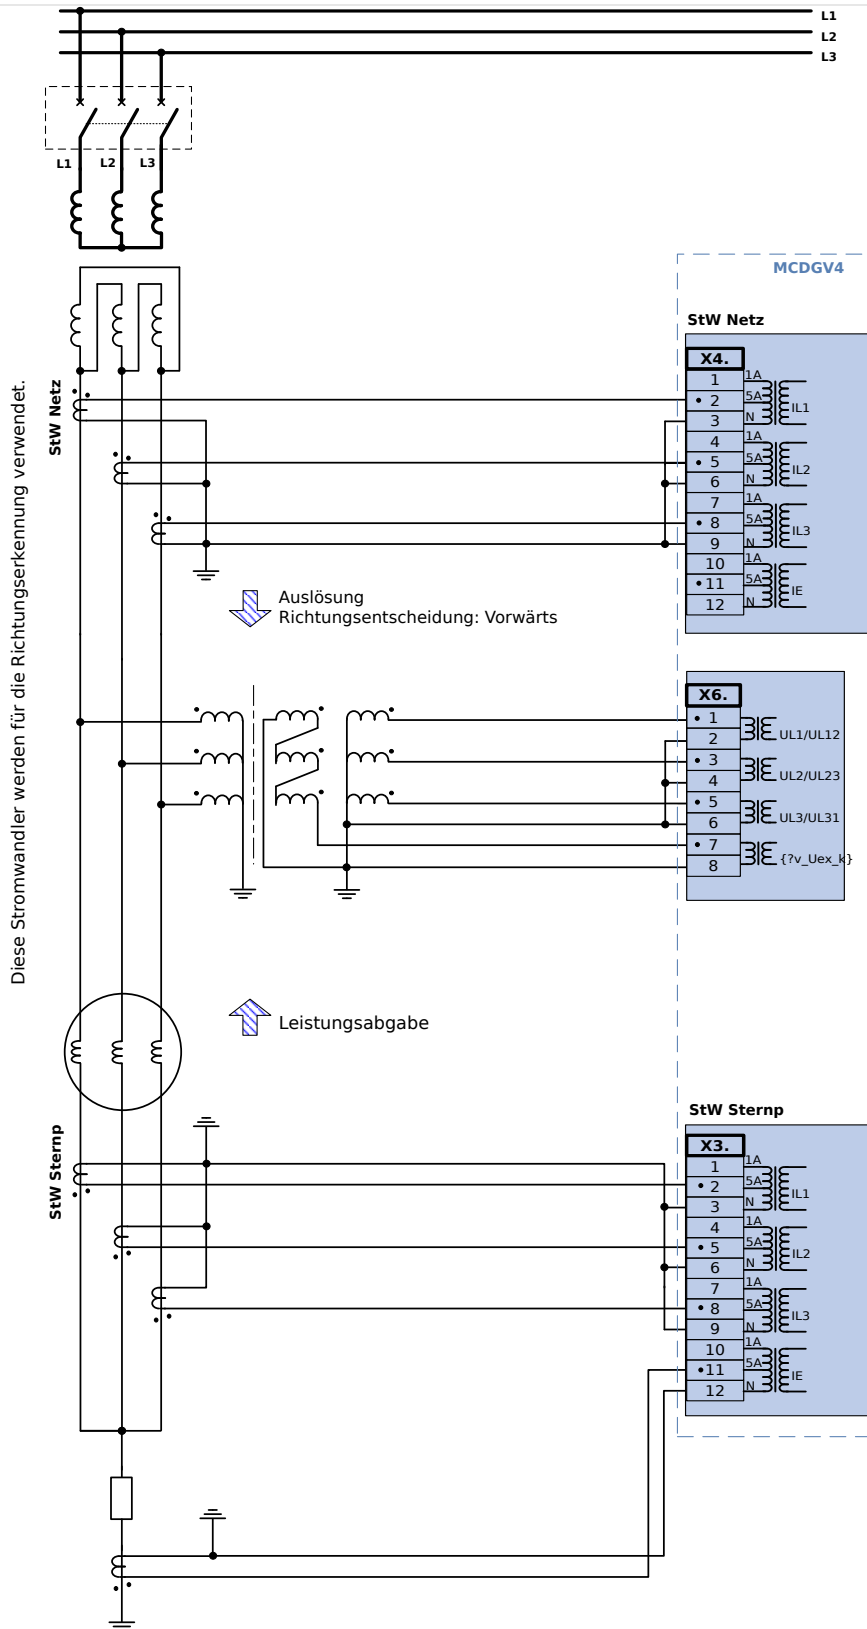 L1
L2
L3
L1 L2 L3
MCDGV4
StW Netz
X4.
1 1A
2 5A IL1
3 N
4 1A
5 5A IL2
6 N
7 1A
8 5A IL3
9 N
10 1A
11 5A IE
12 N
StW Netz
Diese Stromwandler werden für die Richtungserkennung verwendet.
Auslösung
Richtungsentscheidung: Vorwärts
X6.
1
2 UL1/UL12
3
4 UL2/UL23
5
6 UL3/UL31
7
8 {?v_Uex_k}
Leistungsabgabe
StW Sternp
StW Sternp
X3.
1 1A
2 5A IL1
3 N
4 1A
5 5A IL2
6 N
7 1A
8 5A IL3
9 N
10 1A
11 5A IE
12 N